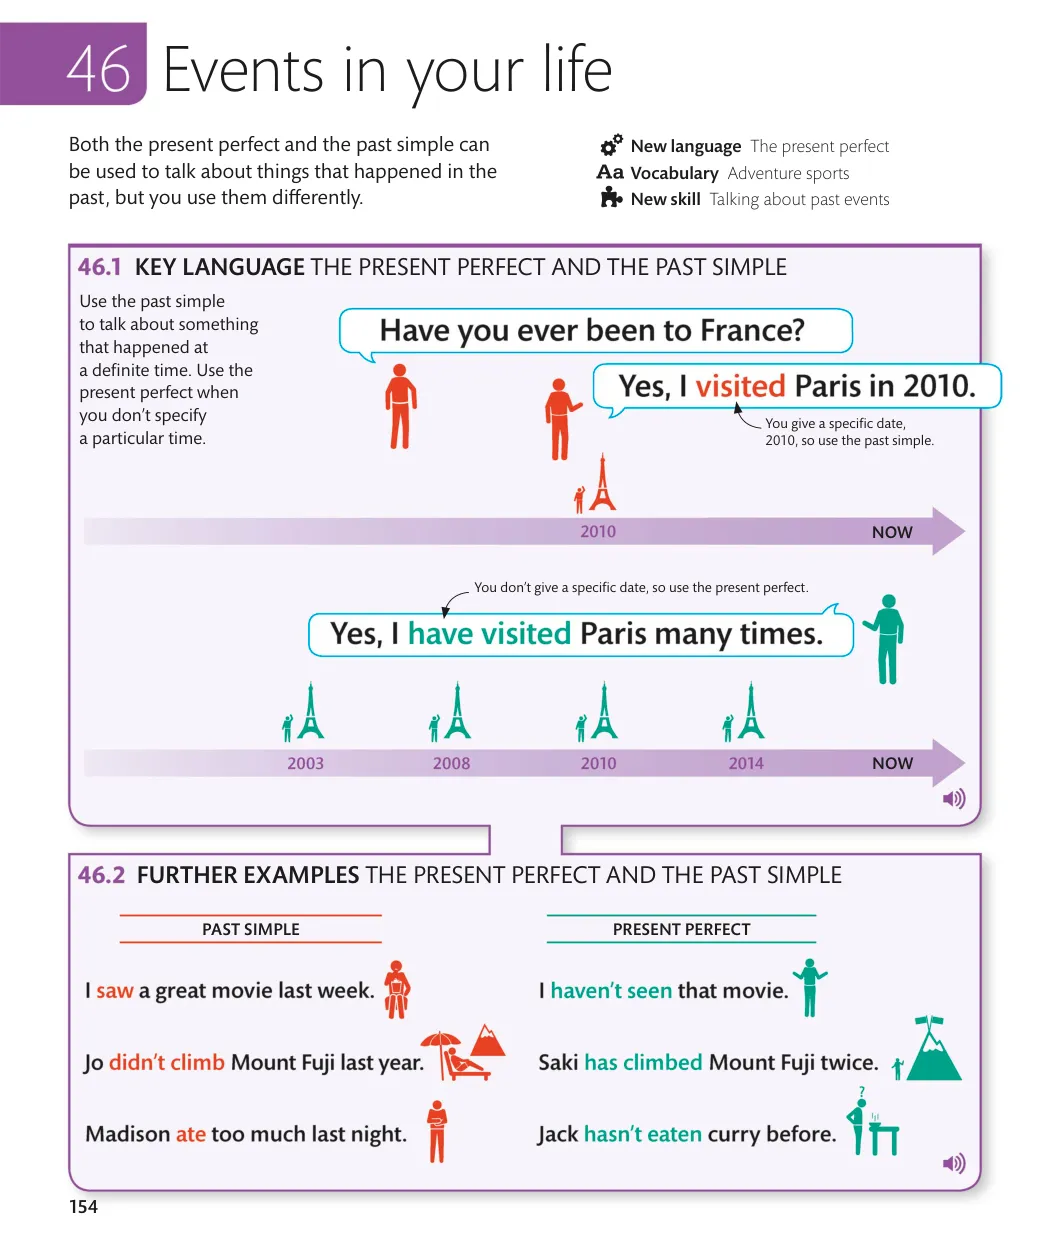 46 Events in your life
Both the present perfect and the past simple can
be used to talk about things that happened in the
past, but you use them differently.
New language The present perfect
Aa Vocabulary Adventure sports
New skill Talking about past events
46.1 KEY LANGUAGE THE PRESENT PERFECT AND THE PAST SIMPLE
Use the past simple
to talk about something
that happened at
a definite time. Use the
present perfect when
you don’t specify
a particular time.
Have you ever been to France?
Yes, I visited Paris in 2010.
You give a specific date,
2010, so use the past simple.
2010 NOW
You don’t give a specific date, so use the present perfect.
Yes, I have visited Paris many times.
2003 2008 2010 2014 NOW
46.2 FURTHER EXAMPLES THE PRESENT PERFECT AND THE PAST SIMPLE
PAST SIMPLE
I saw a great movie last week.
Jo didn’t climb Mount Fuji last year.
Madison ate too much last night.
PRESENT PERFECT
I haven’t seen that movie.
Saki has climbed Mount Fuji twice.
?
Jack hasn’t eaten curry before.
154